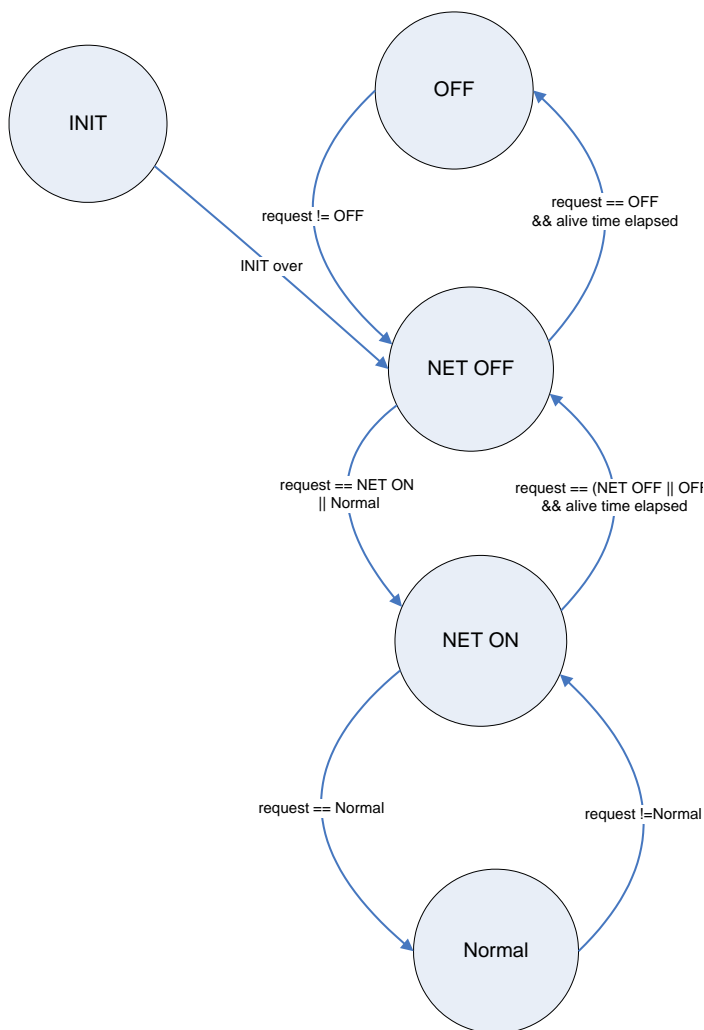 OFF
INIT
request == OFF
&& alive time elapsed
request != OFF
INIT over
NET OFF
request == NET ON
|| Normal
request == (NET OFF || OFF
&& alive time elapsed
NET ON
request == Normal
request !=Normal
Normal